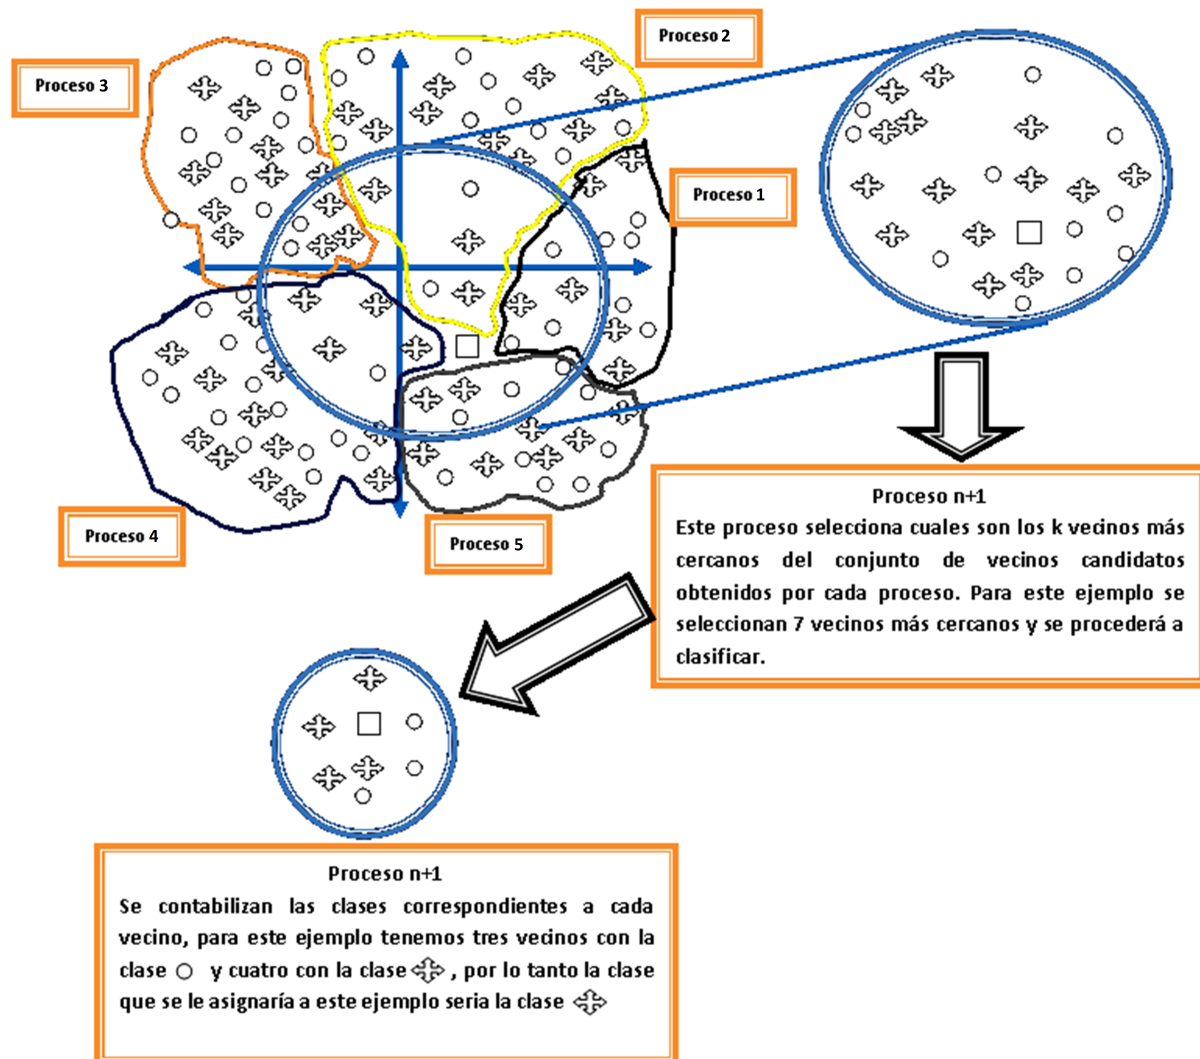 Proceso 2
Proceso 3
Proceso 1
Proceso 4
Proceso 5
Proceso n+1
Este proceso selecciona cuales son los k vecinos más
cercanos del conjunto de vecinos candidatos
obtenidos por cada proceso. Para este ejemplo se
seleccionan 7 vecinos más cercanos y se procederá a
clasificar.
Proceso n+1
Se contabilizan las clases correspondientes a cada
vecino, para este ejemplo tenemos tres vecinos con la
clase y cuatro con la clase , por lo tanto la clase
que se le asignaría a este ejemplo seria la clase